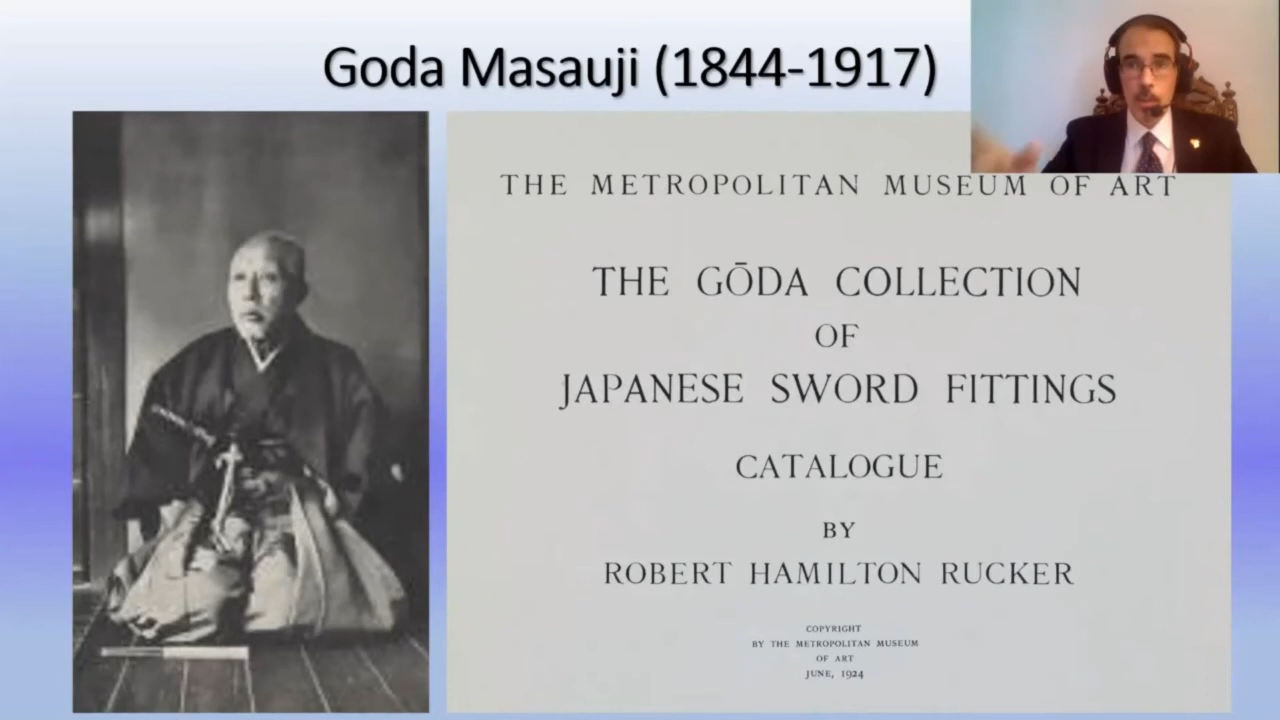 Goda Masauji (1844-1917)
THE METROPOLITAN MUSEUM OF ART
THE GŌDA COLLECTION
OF
JAPANESE SWORD FITTINGS
CATALOGUE
BY
ROBERT HAMILTON RUCKER
COPYRIGHT
BY THE METROPOLITAN MUSEUM
OF ART
JUNE, 1924